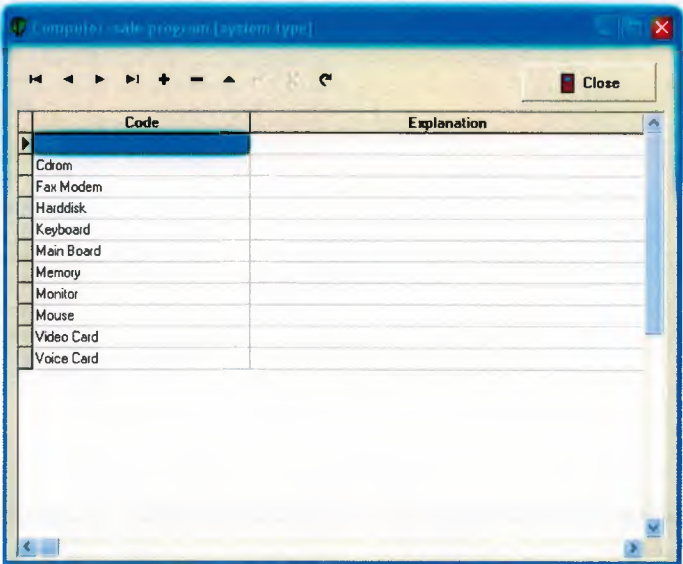 Computer sale program [system type]
Close
Code Explanation
Cdrom
Fax Modem
Harddisk
Keyboard
Main Board
Memory
Monitor
Mouse
Video Card
Voice Card